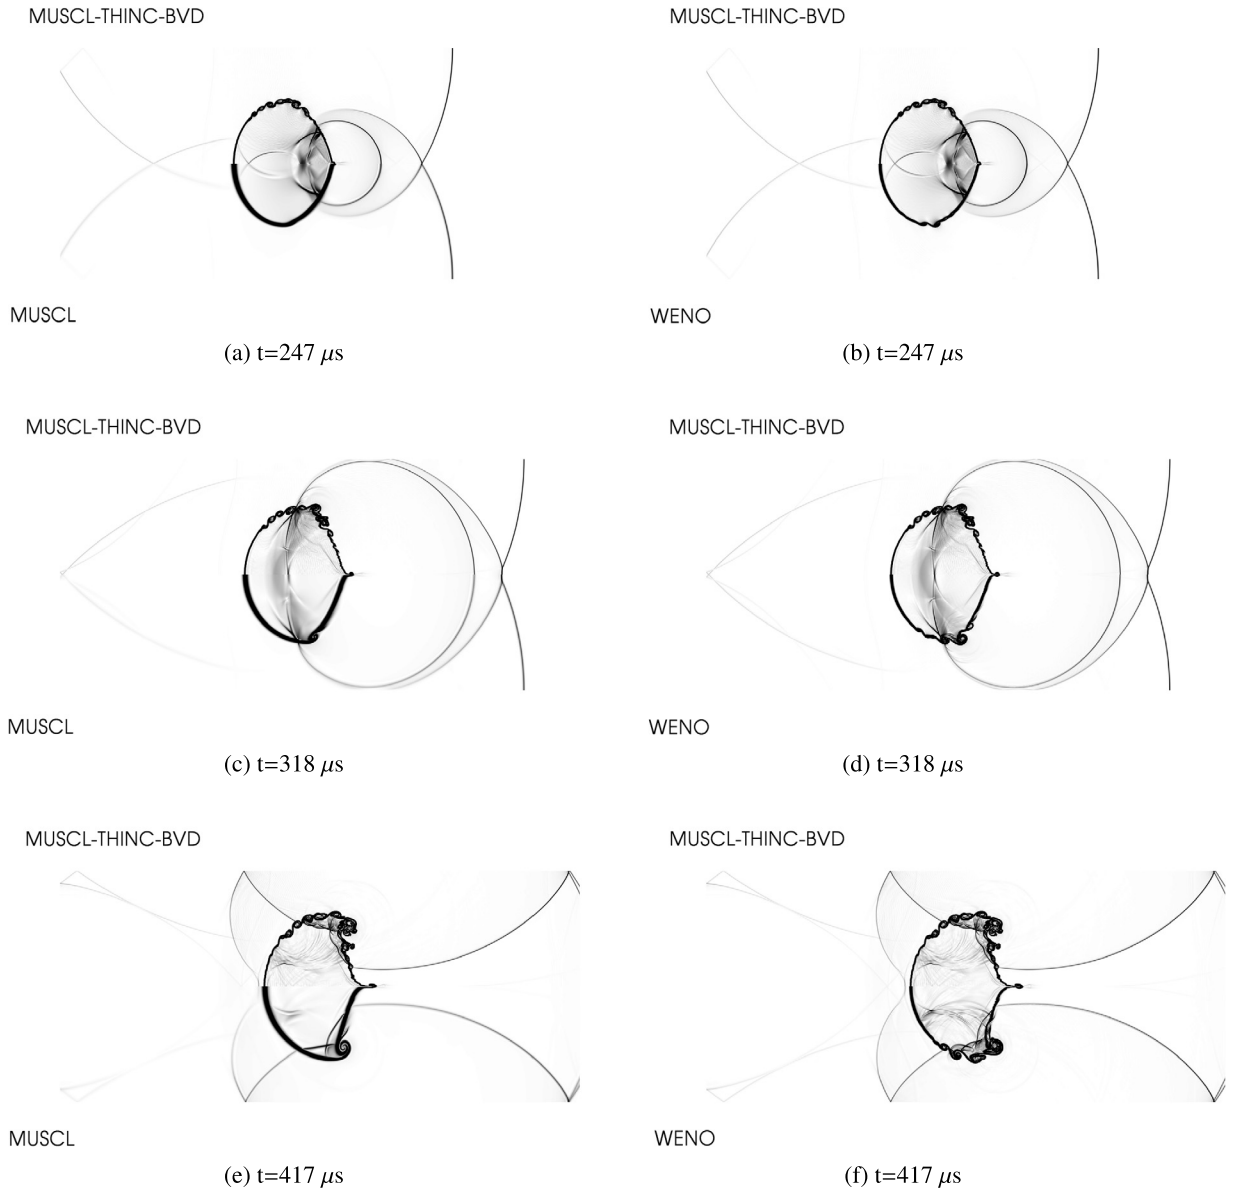 MUSCL-THINC-BVD
MUSCL-THINC-BVD
MUSCL
WENO
(a) t=247 μs
(b) t=247 μs
MUSCL-THINC-BVD
MUSCL-THINC-BVD
MUSCL
WENO
(c) t=318 μs
(d) t=318 μs
MUSCL-THINC-BVD
MUSCL-THINC-BVD
MUSCL
WENO
(e) t=417 μs
(f) t=417 μs